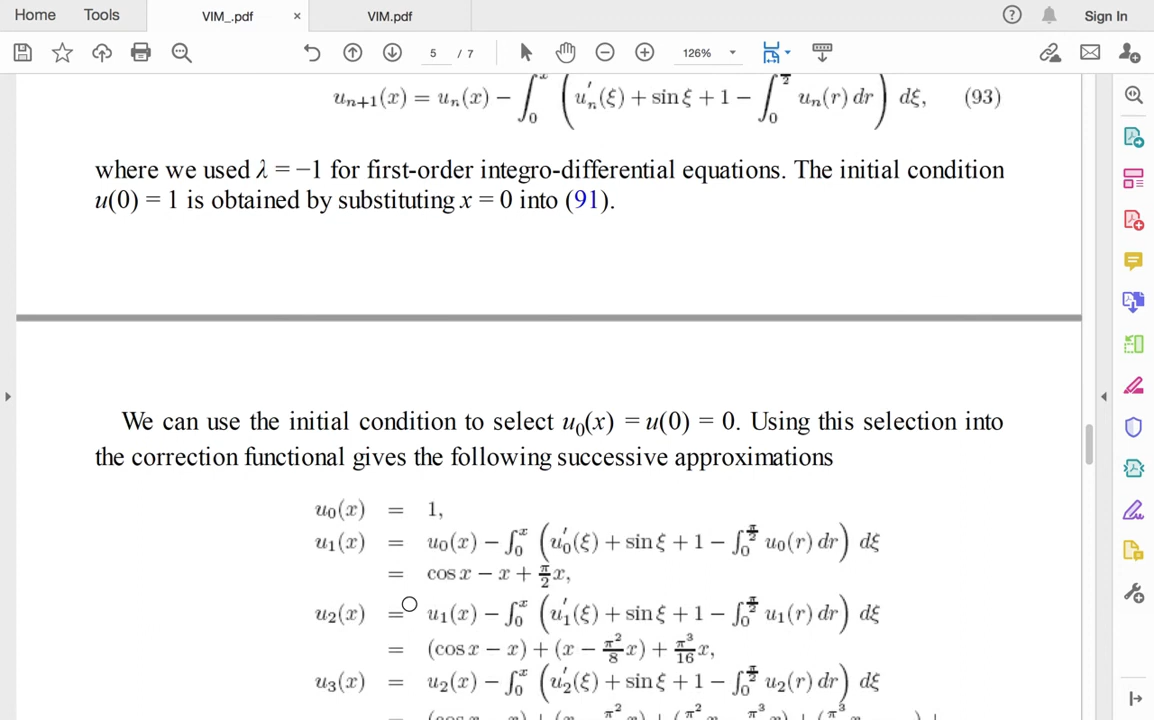 Home Tools VIM_.pdf × VIM.pdf Sign In
5 / 7 126%
u_{n+1}(x) = u_n(x) − ∫_0^x (u′_n(ξ) + sin ξ + 1 − ∫_0^{π/2} u_n(r) dr) dξ, (93)
where we used λ = −1 for first-order integro-differential equations. The initial condition
u(0) = 1 is obtained by substituting x = 0 into (91).
We can use the initial condition to select u_0(x) = u(0) = 0. Using this selection into
the correction functional gives the following successive approximations
u_0(x) = 1,
u_1(x) = u_0(x) − ∫_0^x (u′_0(ξ) + sin ξ + 1 − ∫_0^{π/2} u_0(r) dr) dξ
= cos x − x + π/2 x,
u_2(x) = u_1(x) − ∫_0^x (u′_1(ξ) + sin ξ + 1 − ∫_0^{π/2} u_1(r) dr) dξ
= (cos x − x) + (x − π²/8 x) + π³/16 x,
u_3(x) = u_2(x) − ∫_0^x (u′_2(ξ) + sin ξ + 1 − ∫_0^{π/2} u_2(r) dr) dξ